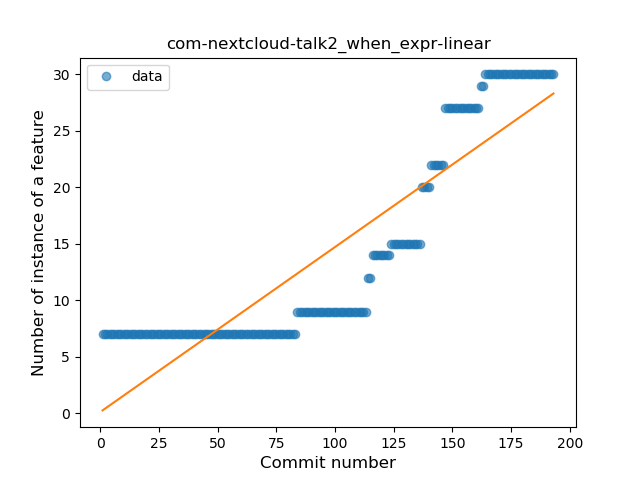 com-nextcloud-talk2_when_expr-linear
data
Number of instance of a feature
30
25
20
15
10
5
0
0 25 50 75 100 125 150 175 200
Commit number